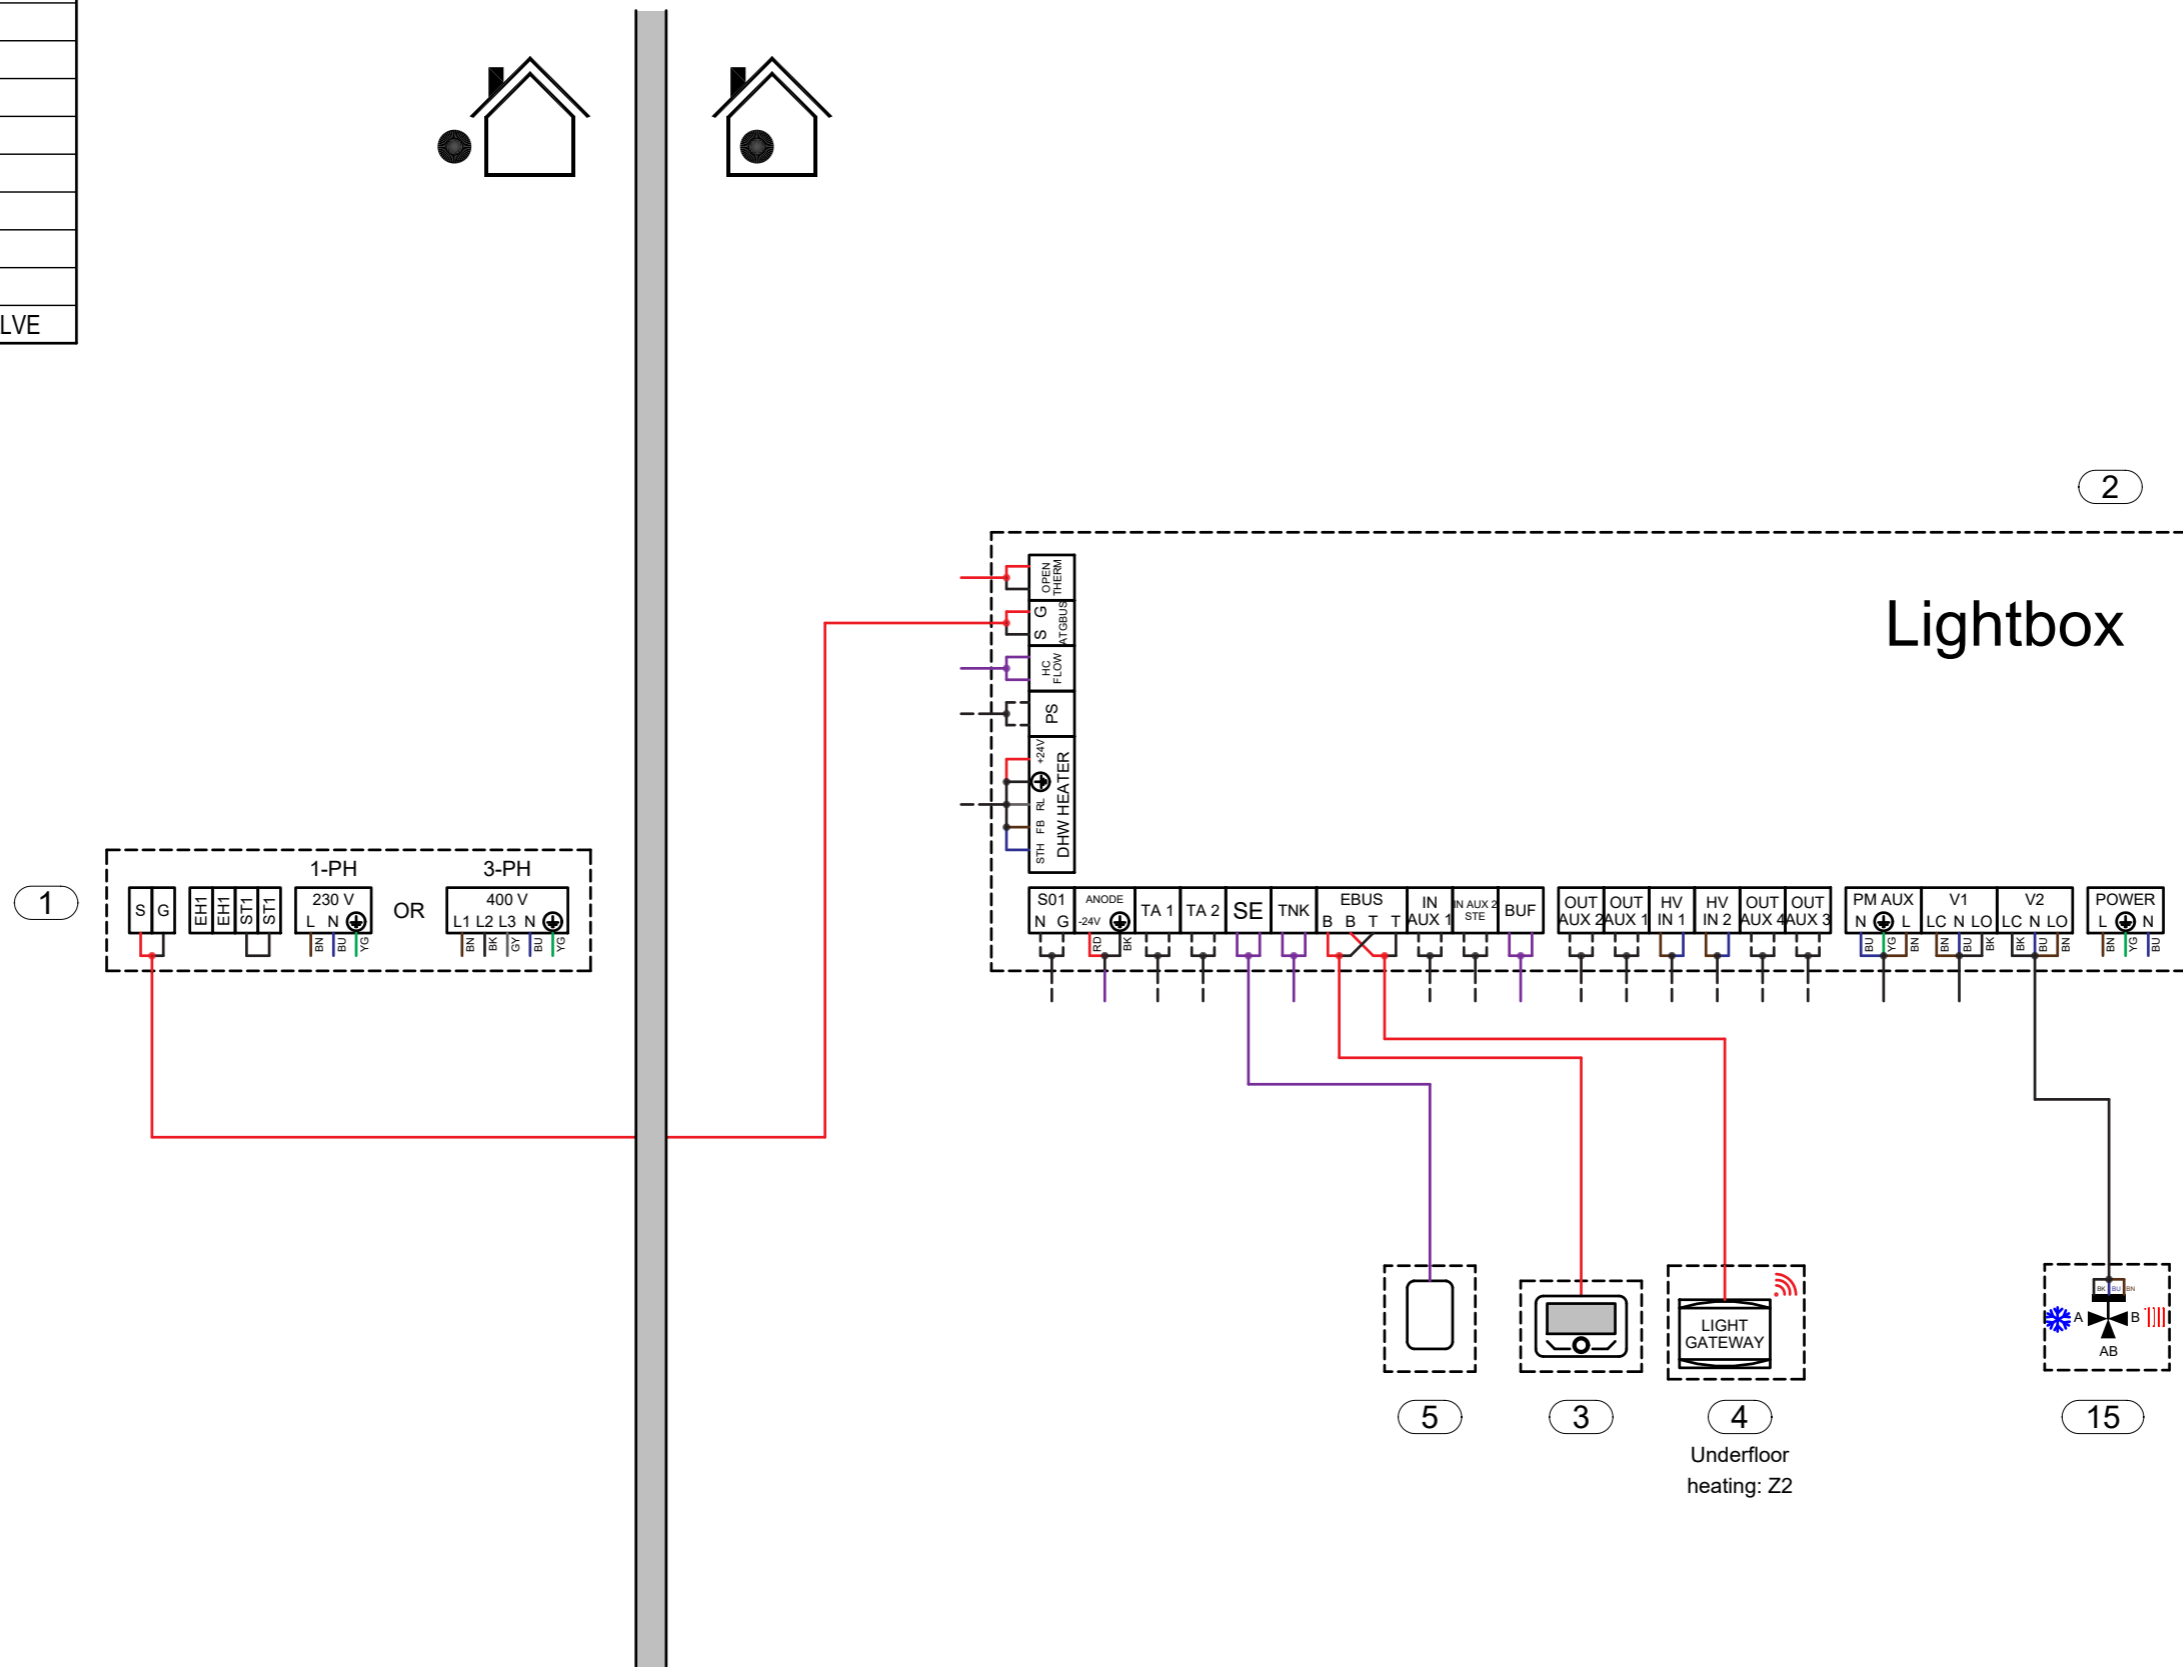 LVE
2
Lightbox
OPEN
THERM
S G
ATGBUS
HC
FLOW
PS
+24V
RL
FB
STH
DHW HEATER
1
1-PH
3-PH
S G
EH1 EH1 ST1 ST1
230 V
L N
OR
400 V
L1 L2 L3 N
BN BU YG
BN BK GY BU YG
S01
N G
ANODE
-24V
TA 1
TA 2
SE
TNK
EBUS
B B T T
IN
AUX 1
IN AUX 2
STE
BUF
OUT
AUX 2
OUT
AUX 1
HV
IN 1
HV
IN 2
OUT
AUX 4
OUT
AUX 3
PM AUX
N L
V1
LC N LO
V2
LC N LO
POWER
L N
RD BK
BU YG BN
BN BU BK
BK BU BN
BN YG BU
LIGHT
GATEWAY
BK BU BN
A B
AB
5
3
4
15
Underfloor
heating: Z2